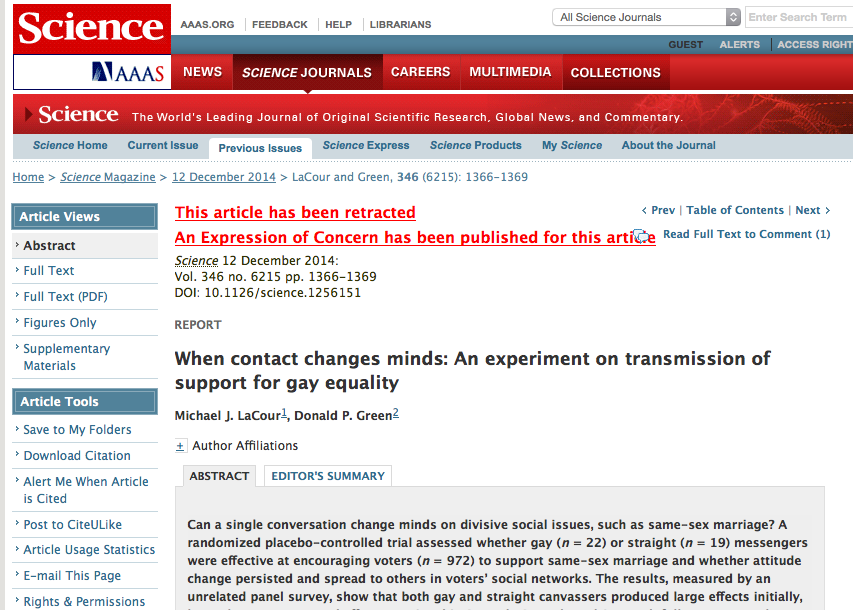 Science
AAAS.ORG
FEEDBACK
HELP
LIBRARIANS
All Science Journals
Enter Search Term
GUEST
ALERTS
ACCESS RIGHT
AAAS
NEWS
SCIENCE JOURNALS
CAREERS
MULTIMEDIA
COLLECTIONS
Science The World's Leading Journal of Original Scientific Research, Global News, and Commentary.
Science Home
Current Issue
Previous Issues
Science Express
Science Products
My Science
About the Journal
Home > Science Magazine > 12 December 2014 > LaCour and Green, 346 (6215): 1366-1369
Article Views
› Abstract
› Full Text
› Full Text (PDF)
› Figures Only
› Supplementary
Materials
Article Tools
› Save to My Folders
› Download Citation
› Alert Me When Article
is Cited
› Post to CiteULike
› Article Usage Statistics
› E-mail This Page
› Rights & Permissions
This article has been retracted
‹ Prev | Table of Contents | Next ›
An Expression of Concern has been published for this article
Read Full Text to Comment (1)
Science 12 December 2014:
Vol. 346 no. 6215 pp. 1366-1369
DOI: 10.1126/science.1256151
REPORT
When contact changes minds: An experiment on transmission of
support for gay equality
Michael J. LaCour1, Donald P. Green2
+ Author Affiliations
ABSTRACT
EDITOR'S SUMMARY
Can a single conversation change minds on divisive social issues, such as same-sex marriage? A
randomized placebo-controlled trial assessed whether gay (n = 22) or straight (n = 19) messengers
were effective at encouraging voters (n = 972) to support same-sex marriage and whether attitude
change persisted and spread to others in voters' social networks. The results, measured by an
unrelated panel survey, show that both gay and straight canvassers produced large effects initially,